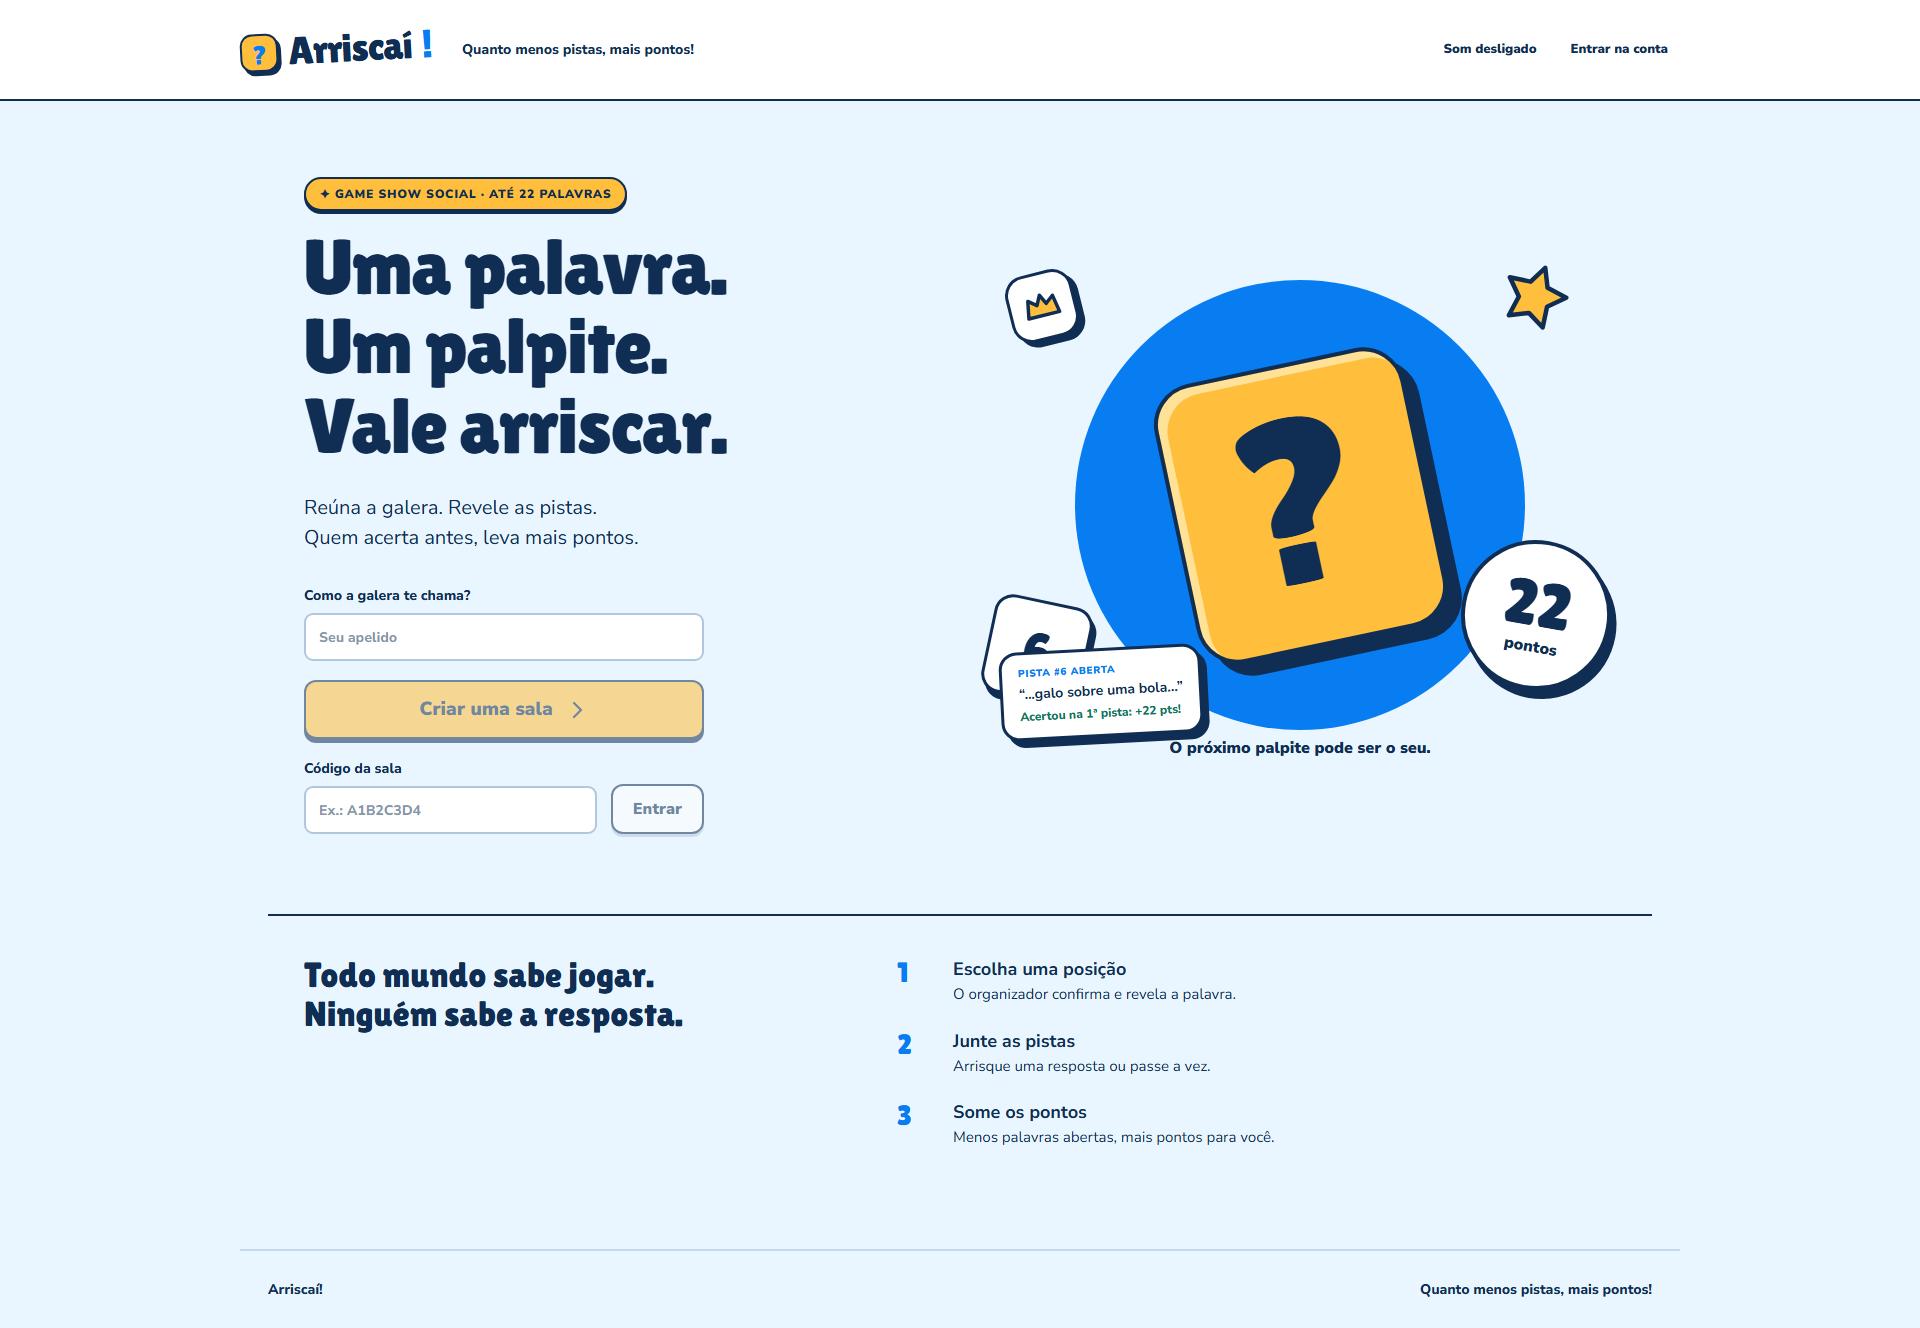 ? Arriscaí !
Quanto menos pistas, mais pontos!
Som desligado
Entrar na conta
✦ GAME SHOW SOCIAL · ATÉ 22 PALAVRAS
Uma palavra.
Um palpite.
Vale arriscar.
Reúna a galera. Revele as pistas.
Quem acerta antes, leva mais pontos.
Como a galera te chama?
Seu apelido
Criar uma sala
Código da sala
Ex.: A1B2C3D4
Entrar
?
22
pontos
6
PISTA #6 ABERTA
“...galo sobre uma bola...”
Acertou na 1ª pista: +22 pts!
O próximo palpite pode ser o seu.
Todo mundo sabe jogar.
Ninguém sabe a resposta.
1
Escolha uma posição
O organizador confirma e revela a palavra.
2
Junte as pistas
Arrisque uma resposta ou passe a vez.
3
Some os pontos
Menos palavras abertas, mais pontos para você.
Arriscaí!
Quanto menos pistas, mais pontos!